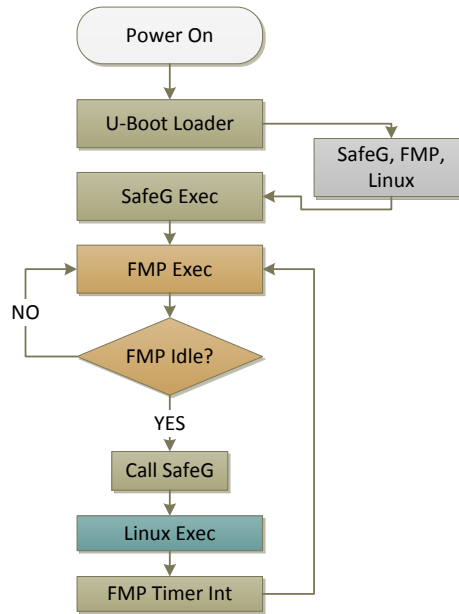 Power On
U-Boot Loader
SafeG, FMP,
Linux
SafeG Exec
FMP Exec
NO
FMP Idle?
YES
Call SafeG
Linux Exec
FMP Timer Int